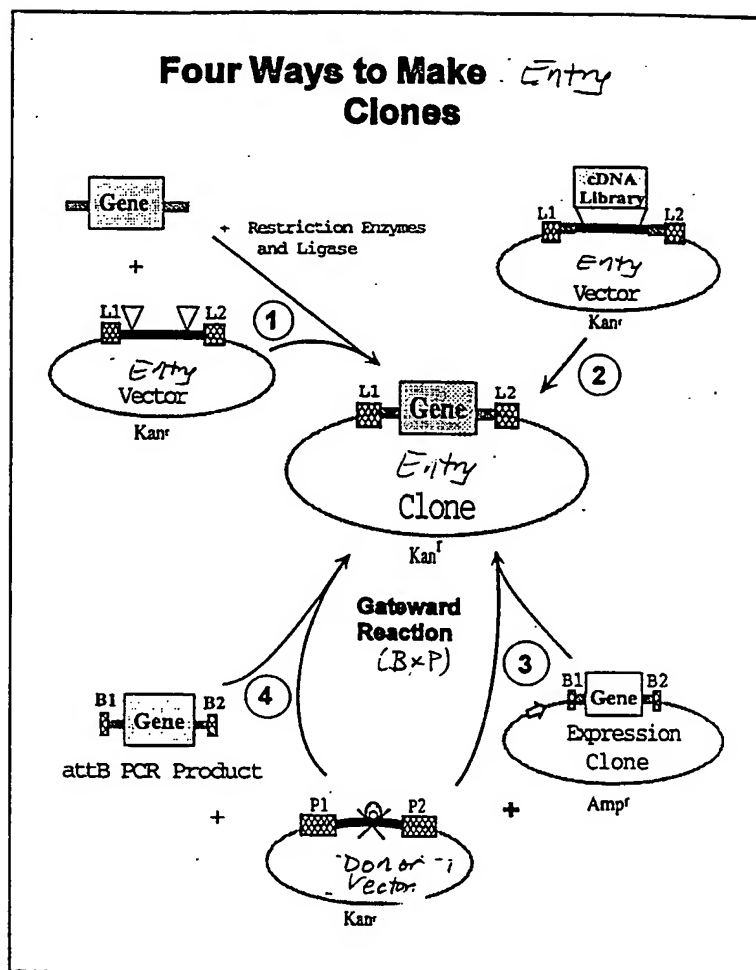 Four Ways to Make Entry
Clones
Gene
+ Restriction Enzymes
and Ligase
+
L1 L2
1
Entry
Vector
Kanʳ
cDNA
Library
L1 L2
Entry
Vector
Kanʳ
2
L1 L2
Gene
Entry
Clone
Kanʳ
Gateward
Reaction
(B×P)
4
3
B1 B2
Gene
attB PCR Product
+
P1 P2
Donor
Vector
Kanʳ
+
B1 B2
Gene
Expression
Clone
Ampʳ